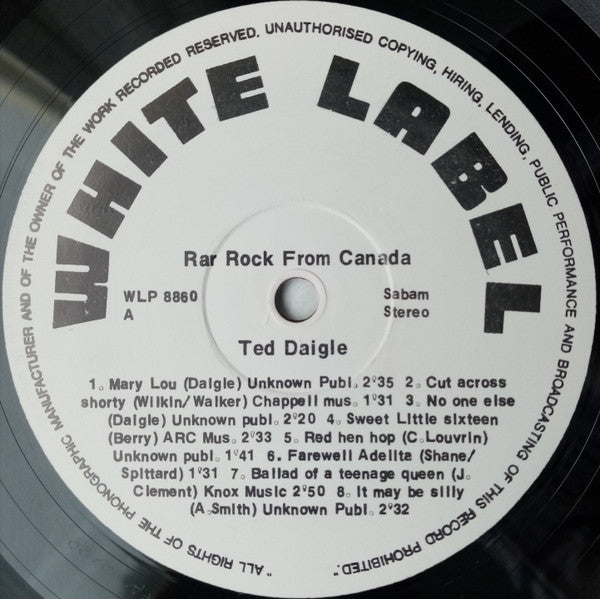 "ALL RIGHTS OF THE PHONOGRAPHIC MANUFACTURER AND OF THE OWNER OF THE WORK RECORDED RESERVED. UNAUTHORISED COPYING, HIRING, LENDING, PUBLIC PERFORMANCE AND BROADCASTING OF THIS RECORD PROHIBITED."
WHITE LABEL
Rar Rock From Canada
WLP 8860 Sabam
A Stereo
Ted Daigle
1. Mary Lou (Daigle) Unknown Publ. 2'35 2. Cut across
shorty (Wilkin/Walker) Chappell mus. 1'31 3. No one else
(Daigle) Unknown publ. 2'20 4. Sweet Little sixteen
(Berry) ARC Mus. 2'33 5. Red hen hop (C.Louvrin)
Unknown publ. 1'41 6. Farewell Adelita (Shane/
Spittard) 1'31 7. Ballad of a teenage queen (J.
Clement) Knox Music 2'50 8. It may be silly
(A.Smith) Unknown Publ. 2'32